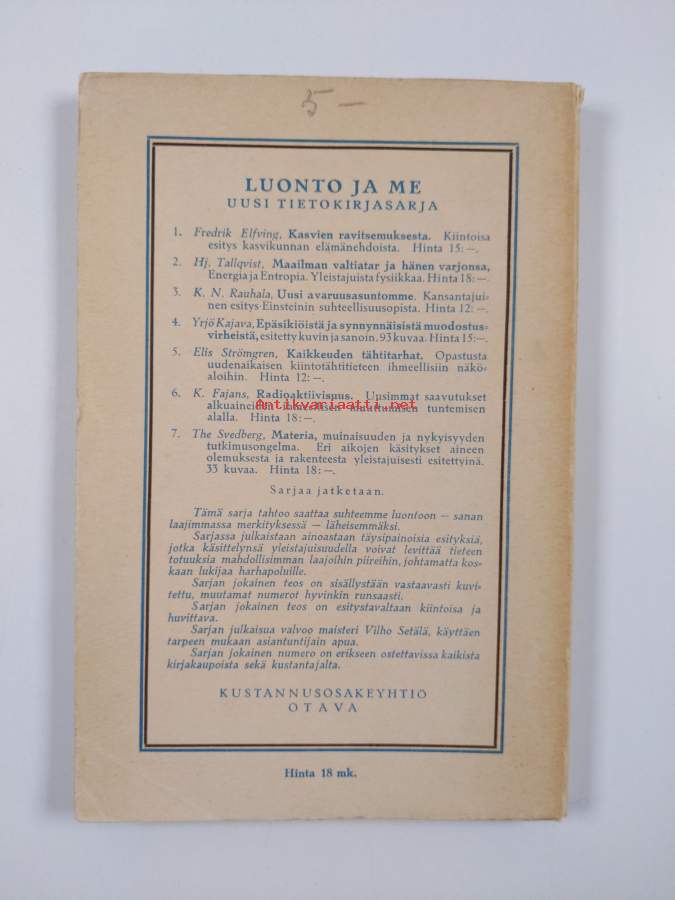 5 —
LUONTO JA ME
UUSI TIETOKIRJASARJA
1. Fredrik Elfving, Kasvien ravitsemuksesta. Kiintoisa
esitys kasvikunnan elämänehdoista. Hinta 15:—.
2. Hj. Tallqvist, Maailman valtiatar ja hänen varjonsa,
Energia ja Entropia. Yleistajuista fysiikkaa. Hinta 18:—.
3. K. N. Rauhala, Uusi avaruusasuntomme. Kansantajui-
nen esitys Einsteinin suhteellisuusopista. Hinta 12:—.
4. Yrjö Kajava, Epäsikiöistä ja synnynnäisistä muodostus-
virheistä, esitetty kuvin ja sanoin. 93 kuvaa. Hinta 15:—.
5. Elis Strömgren, Kaikkeuden tähtitarhat. Opastusta
uudenaikaisen kiintotähtitieteen ihmeellisiin näkö-
aloihin. Hinta 12:—.
6. K. Fajans, Radioaktiivisuus. Uusimmat saavutukset
Antikvariaatti.net
alkuaineiden muuttumisen tuntemisen
alalla. Hinta 18:—.
7. The Svedberg, Materia, muinaisuuden ja nykyisyyden
tutkimusongelma. Eri aikojen käsitykset aineen
olemuksesta ja rakenteesta yleistajuisesti esitettyinä.
33 kuvaa. Hinta 18:—.
Sarjaa jatketaan.
Tämä sarja tahtoo saattaa suhteemme luontoon — sanan
laajimmassa merkityksessä — läheisemmäksi.
Sarjassa julkaistaan ainoastaan täysipainoisia esityksiä,
jotka käsittelynsä yleistajuisuudella voivat levittää tieteen
totuuksia mahdollisimman laajoihin piireihin, johtamatta kos-
kaan lukijaa harhapoluille.
Sarjan jokainen teos on sisällystään vastaavasti kuvi-
tettu, muutamat numerot hyvinkin runsaasti.
Sarjan jokainen teos on esitystavaltaan kiintoisa ja
huvittava.
Sarjan julkaisua valvoo maisteri Vilho Setälä, käyttäen
tarpeen mukaan asiantuntijain apua.
Sarjan jokainen numero on erikseen ostettavissa kaikista
kirjakaupoista sekä kustantajalta.
KUSTANNUSOSAKEYHTIÖ
OTAVA
Hinta 18 mk.